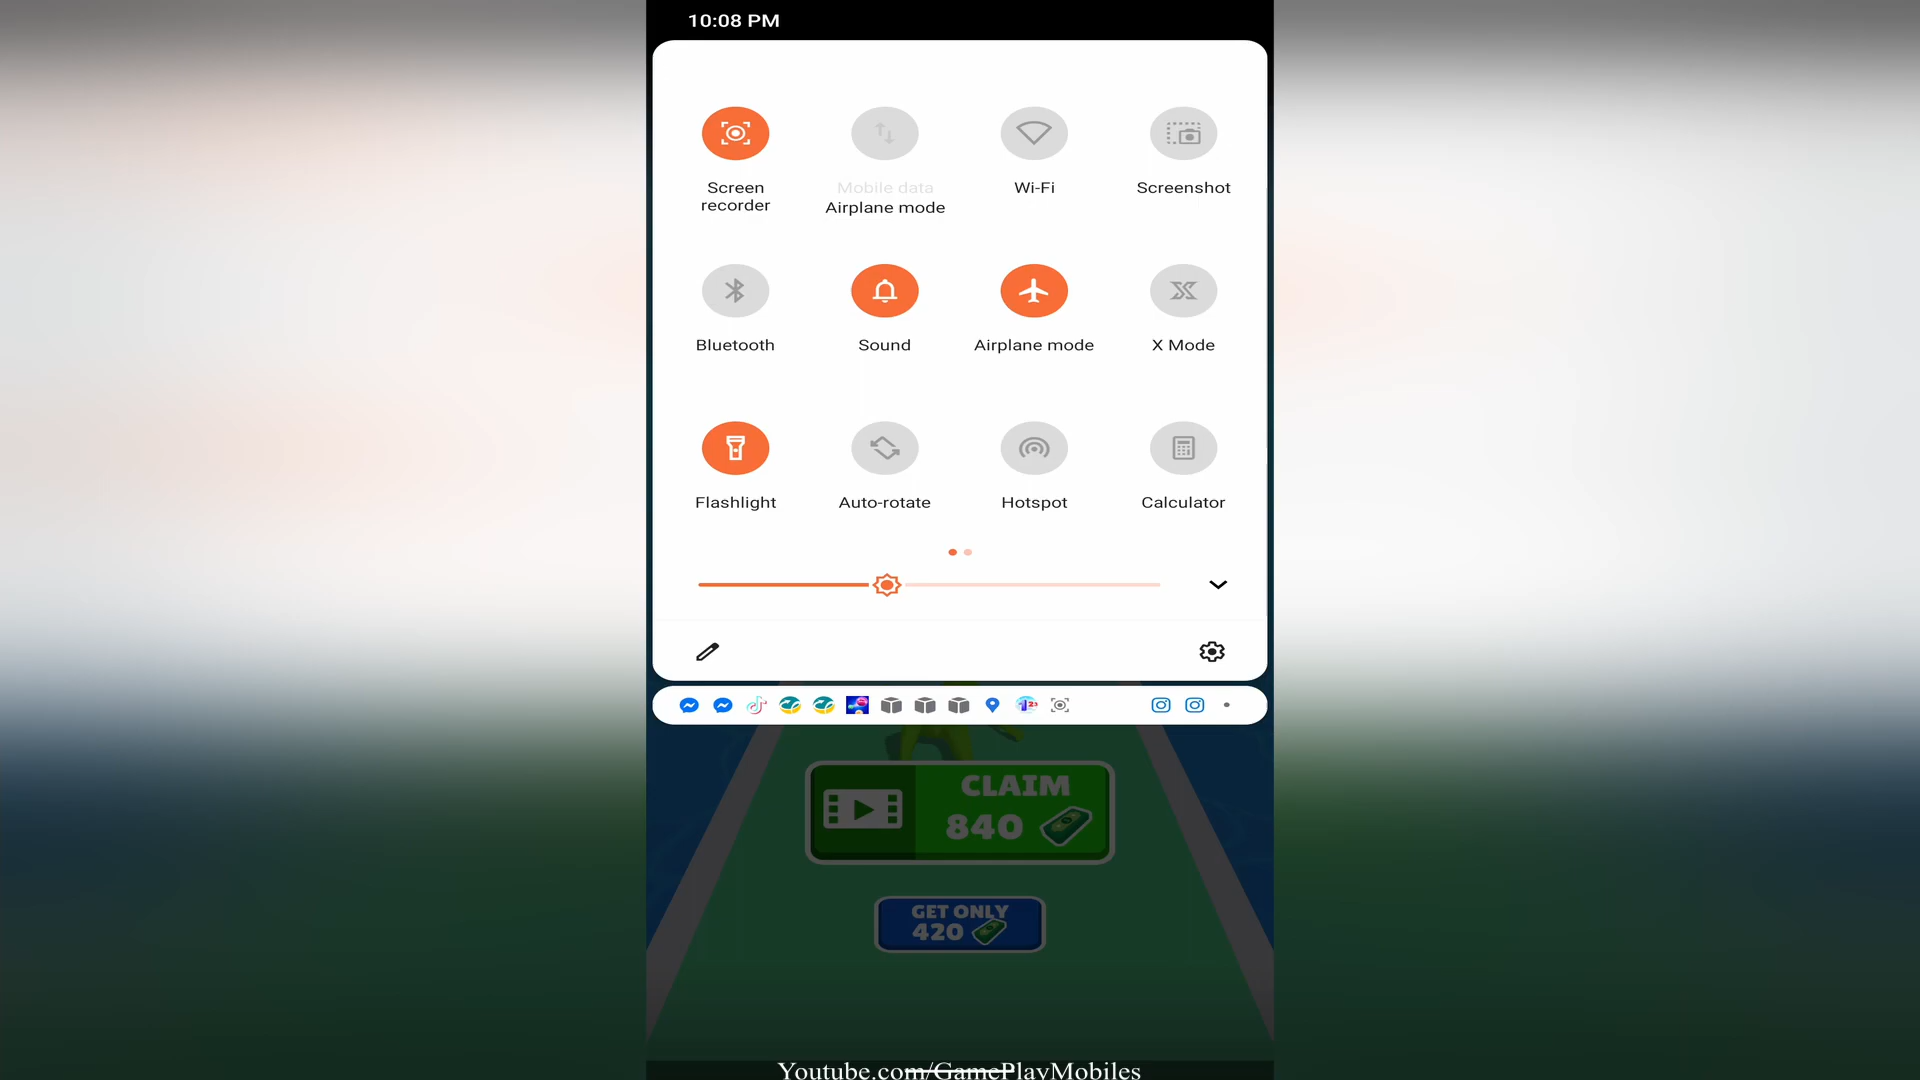 10:08 PM
Screen recorder
Mobile data
Airplane mode
Wi-Fi
Screenshot
Bluetooth
Sound
Airplane mode
X Mode
Flashlight
Auto-rotate
Hotspot
Calculator
CLAIM
840
GET ONLY
420
Youtube.com/GamePlayMobiles